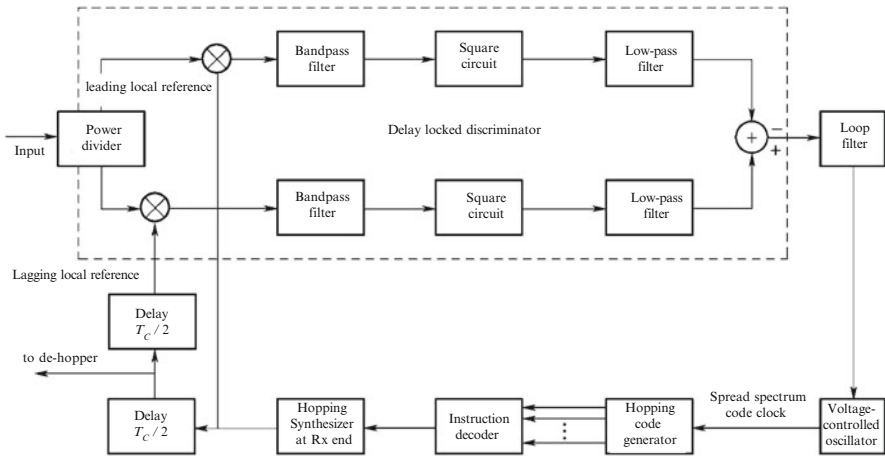 Bandpass
filter
Square
circuit
Low-pass
filter
leading local reference
Power
divider
Input
Delay locked discriminator
+
−
+
Loop
filter
Bandpass
filter
Square
circuit
Low-pass
filter
Lagging local reference
Delay
T_C / 2
to de-hopper
Delay
T_C / 2
Hopping
Synthesizer
at Rx end
Instruction
decoder
Hopping
code
generator
Spread spectrum
code clock
Voltage-
controlled
oscillator